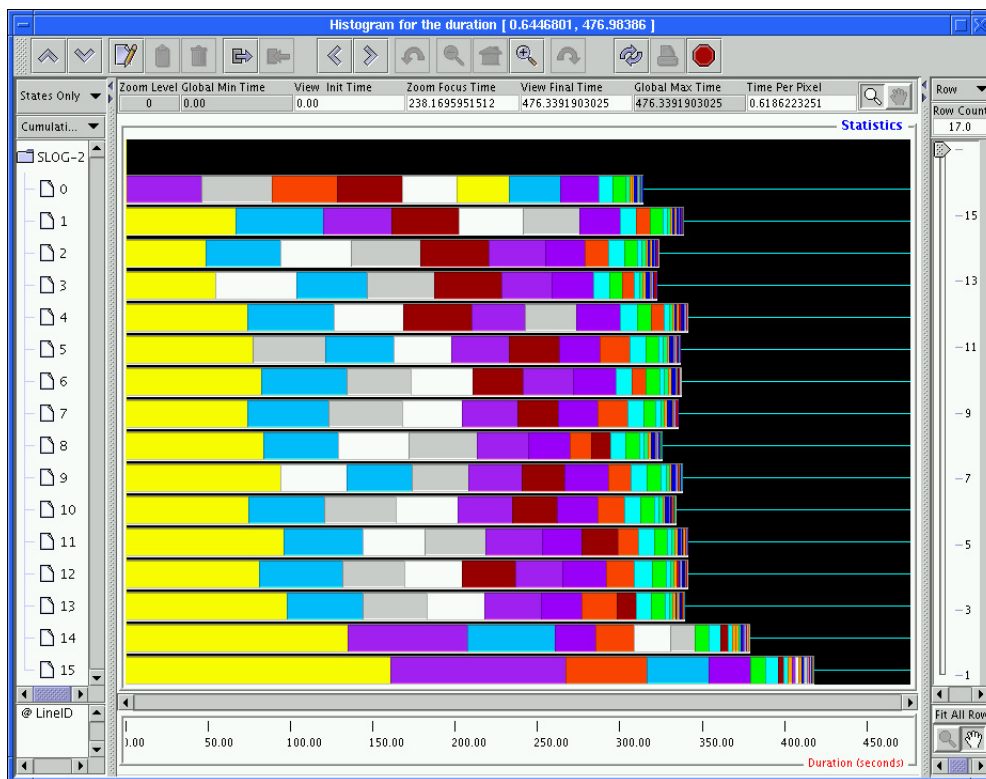 Histogram for the duration [ 0.6446801, 476.98386 ]
States Only
Cumulati...
Zoom Level
Global Min Time
View Init Time
Zoom Focus Time
View Final Time
Global Max Time
Time Per Pixel
0
0.00
0.00
238.1695951512
476.3391903025
476.3391903025
0.6186223251
Row
Row Count
17.0
Statistics
SLOG-2
0
1
2
3
4
5
6
7
8
9
10
11
12
13
14
15
−15
−13
−11
−9
−7
−5
−3
−1
@ LineID
).00
50.00
100.00
150.00
200.00
250.00
300.00
350.00
400.00
450.00
Duration (seconds)
Fit All Row